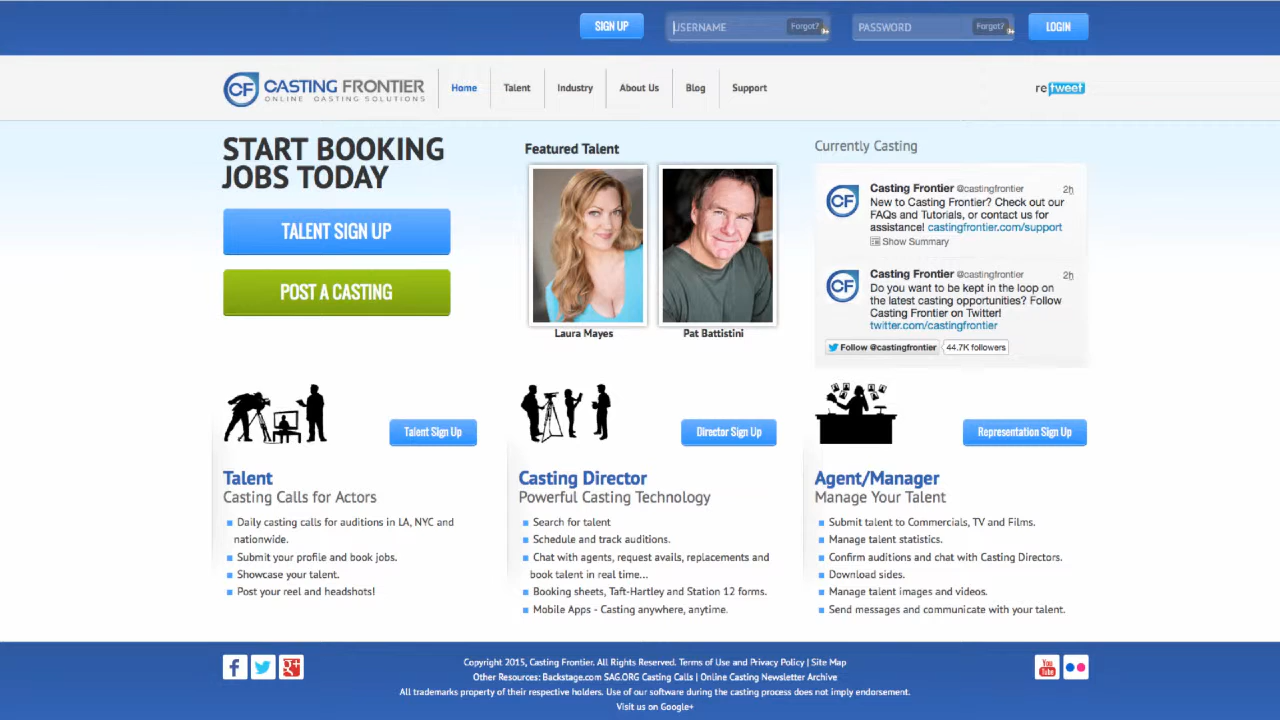 SIGN UP
USERNAME
Forgot?
PASSWORD
Forgot?
LOGIN
CF CASTING FRONTIER
ONLINE CASTING SOLUTIONS
Home
Talent
Industry
About Us
Blog
Support
retweet
START BOOKING
JOBS TODAY
TALENT SIGN UP
POST A CASTING
Featured Talent
Laura Mayes
Pat Battistini
Currently Casting
CF
Casting Frontier @castingfrontier 2h
New to Casting Frontier? Check out our
FAQs and Tutorials, or contact us for
assistance! castingfrontier.com/support
Show Summary
CF
Casting Frontier @castingfrontier 2h
Do you want to be kept in the loop on
the latest casting opportunities? Follow
Casting Frontier on Twitter!
twitter.com/castingfrontier
Follow @castingfrontier 44.7K followers
Talent Sign Up
Talent
Casting Calls for Actors
Daily casting calls for auditions in LA, NYC and
nationwide.
Submit your profile and book jobs.
Showcase your talent.
Post your reel and headshots!
Director Sign Up
Casting Director
Powerful Casting Technology
Search for talent
Schedule and track auditions.
Chat with agents, request avails, replacements and
book talent in real time...
Booking sheets, Taft-Hartley and Station 12 forms.
Mobile Apps - Casting anywhere, anytime.
Representation Sign Up
Agent/Manager
Manage Your Talent
Submit talent to Commercials, TV and Films.
Manage talent statistics.
Confirm auditions and chat with Casting Directors.
Download sides.
Manage talent images and videos.
Send messages and communicate with your talent.
f
g+
Copyright 2015, Casting Frontier. All Rights Reserved. Terms of Use and Privacy Policy | Site Map
Other Resources: Backstage.com SAG.ORG Casting Calls | Online Casting Newsletter Archive
All trademarks property of their respective holders. Use of our software during the casting process does not imply endorsement.
Visit us on Google+
You
Tube